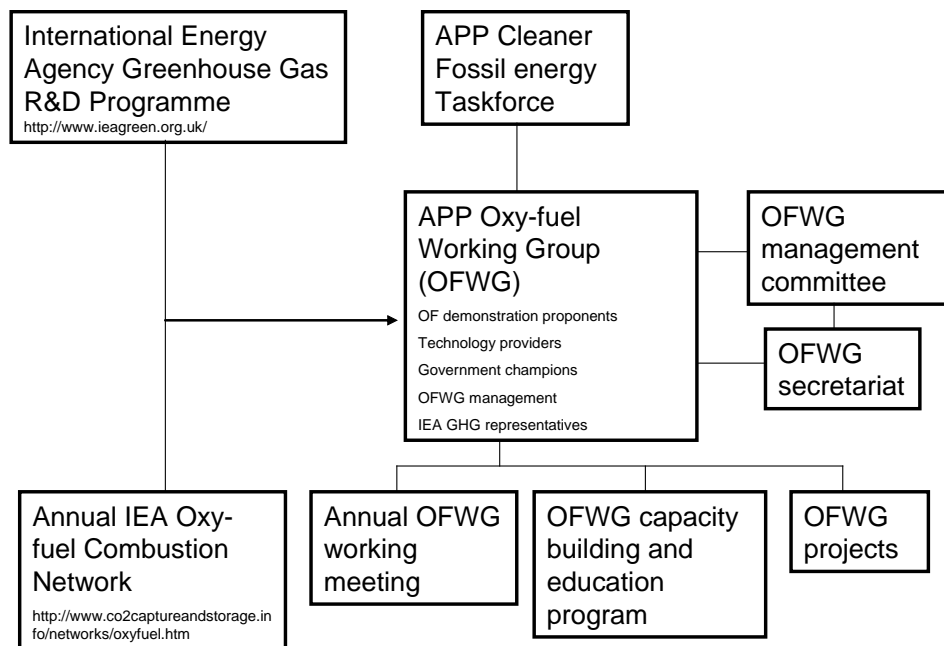 International Energy
Agency Greenhouse Gas
R&D Programme
http://www.ieagreen.org.uk/
APP Cleaner
Fossil energy
Taskforce
APP Oxy-fuel
Working Group
(OFWG)
OF demonstration proponents
Technology providers
Government champions
OFWG management
IEA GHG representatives
OFWG
management
committee
OFWG
secretariat
Annual IEA Oxy-
fuel Combustion
Network
http://www.co2captureandstorage.in
fo/networks/oxyfuel.htm
Annual OFWG
working
meeting
OFWG capacity
building and
education
program
OFWG
projects